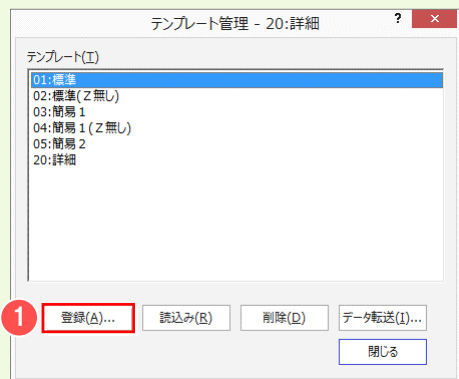 テンプレート管理 - 20:詳細 ? ×
テンプレート(T)
01:標準
02:標準(Z無し)
03:簡易1
04:簡易1(Z無し)
05:簡易2
20:詳細
1 登録(A)... 読込み(R) 削除(D) データ転送(I)...
閉じる